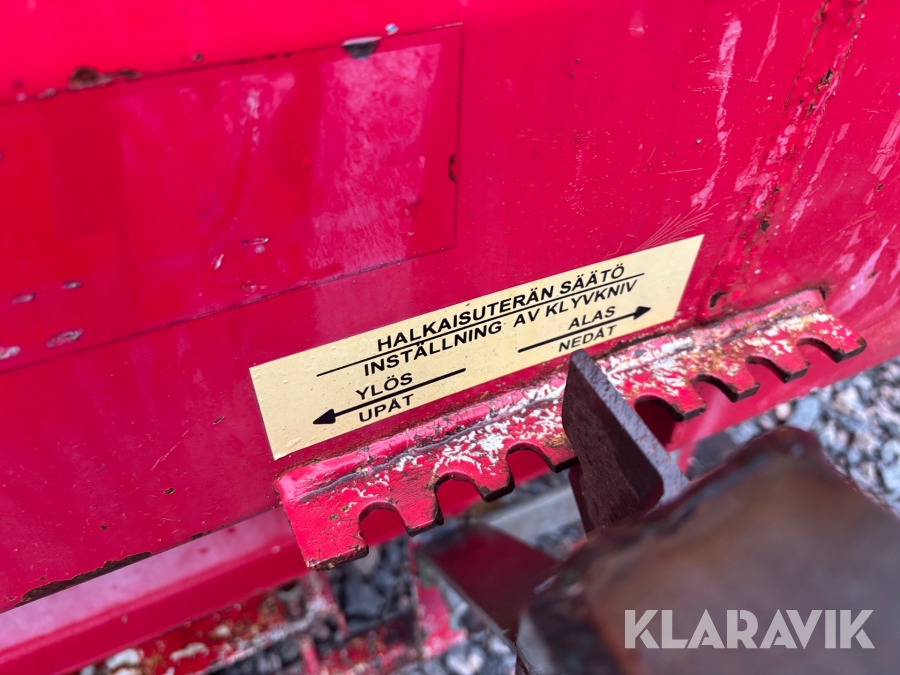 HALKAISUTERÄN SÄÄTÖ
INSTÄLLNING AV KLYVKNIV
YLÖS
UPÅT
ALAS
NEDÅT
KLARAVIK